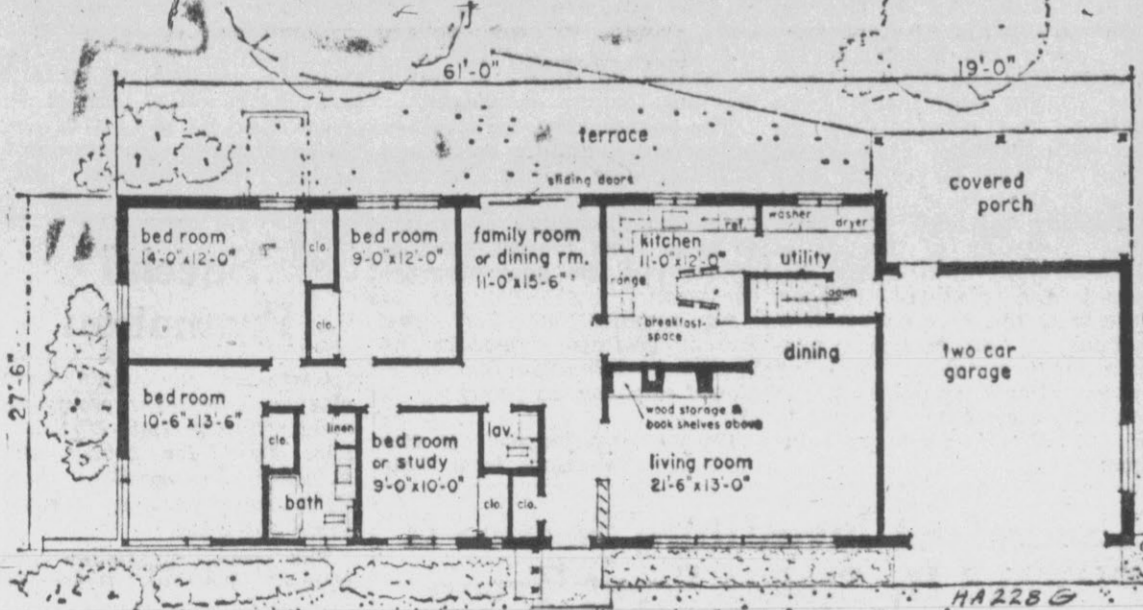 61'-0"
19'-0"
terrace
sliding doors
covered
porch
27'-6"
bed room
14'-0"x12'-0"
clo.
clo.
bed room
9'-0"x12'-0"
family room
or dining rm.
11'-0"x15'-6"
kitchen
11'-0"x12'-0"
ref.
range
breakfast
space
washer
dryer
utility
down
dining
two car
garage
bed room
10'-6"x13'-6"
clo.
linen
bath
bed room
or study
9'-0"x10'-0"
lav.
clo.
clo.
wood storage &
book shelves above
living room
21'-6"x13'-0"
HA228G